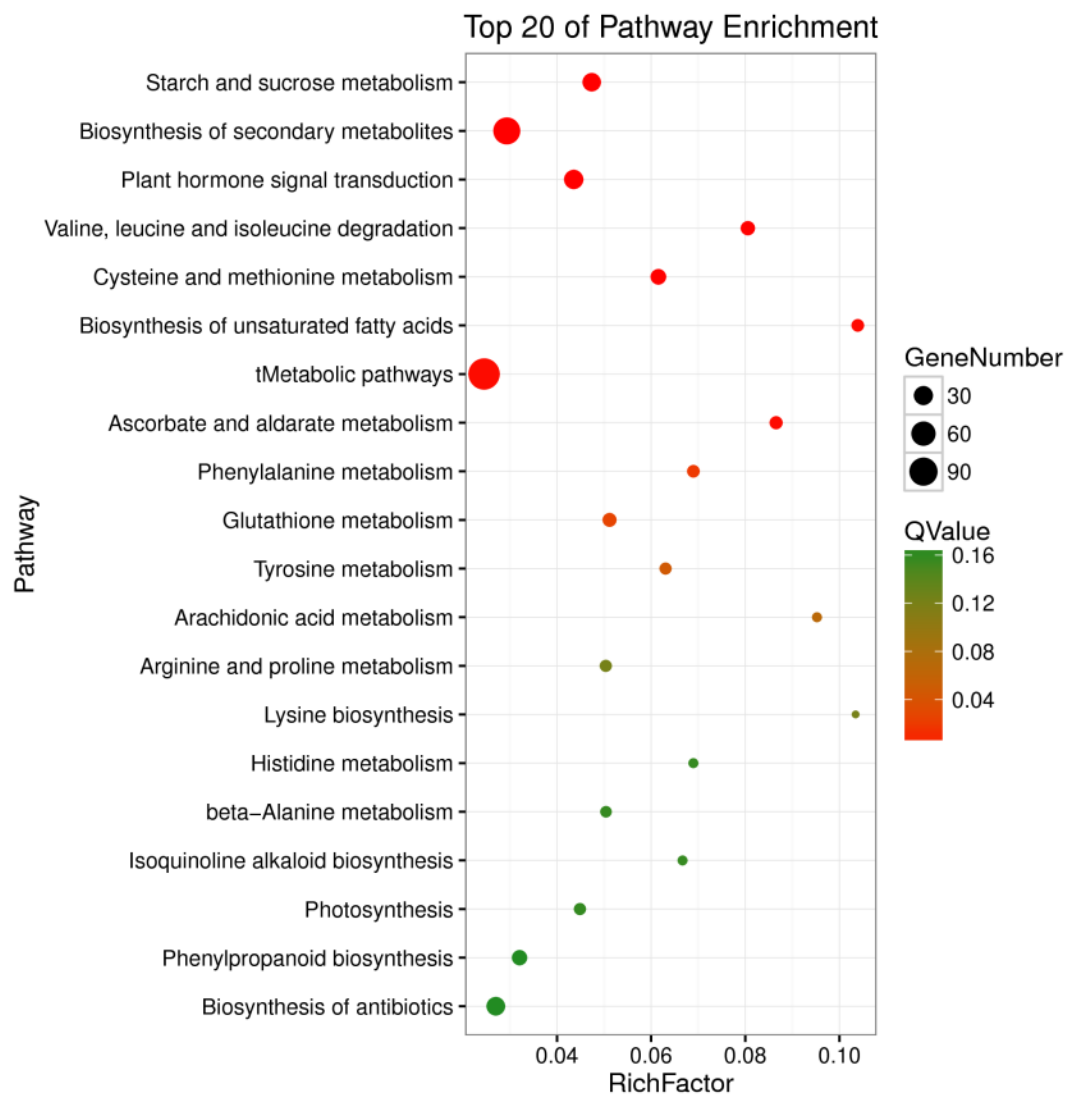 Top 20 of Pathway Enrichment
Starch and sucrose metabolism
Biosynthesis of secondary metabolites
Plant hormone signal transduction
Valine, leucine and isoleucine degradation
Cysteine and methionine metabolism
Biosynthesis of unsaturated fatty acids
tMetabolic pathways
Ascorbate and aldarate metabolism
Phenylalanine metabolism
Glutathione metabolism
Tyrosine metabolism
Arachidonic acid metabolism
Arginine and proline metabolism
Lysine biosynthesis
Histidine metabolism
beta−Alanine metabolism
Isoquinoline alkaloid biosynthesis
Photosynthesis
Phenylpropanoid biosynthesis
Biosynthesis of antibiotics
Pathway
0.04 0.06 0.08 0.10
RichFactor
GeneNumber
30
60
90
QValue
0.16
0.12
0.08
0.04